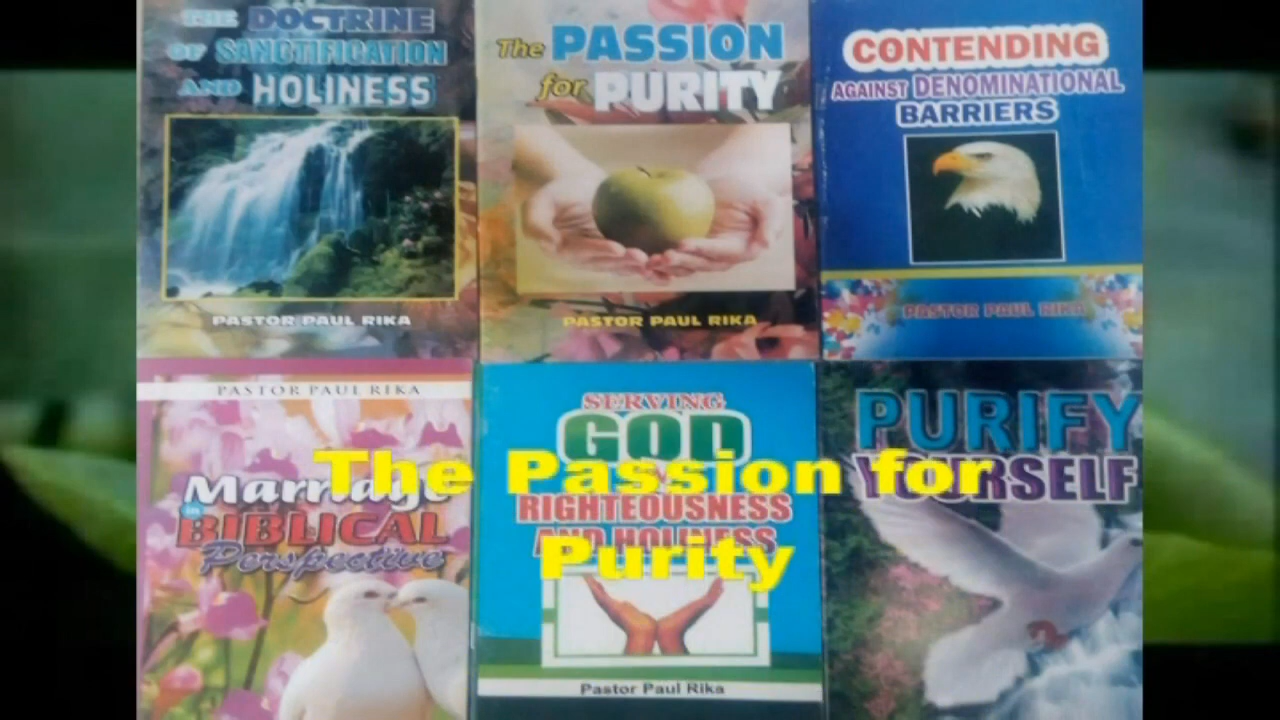 THE DOCTRINE
OF SANCTIFICATION
AND HOLINESS
PASTOR PAUL RIKA
The PASSION
for PURITY
PASTOR PAUL RIKA
CONTENDING
AGAINST DENOMINATIONAL
BARRIERS
PASTOR PAUL RIKA
PASTOR PAUL RIKA
Marriage
in
BIBLICAL
Perspective
SERVING
GOD
RIGHTEOUSNESS
AND HOLINESS
Pastor Paul Rika
PURIFY
YOURSELF
The Passion for
Purity